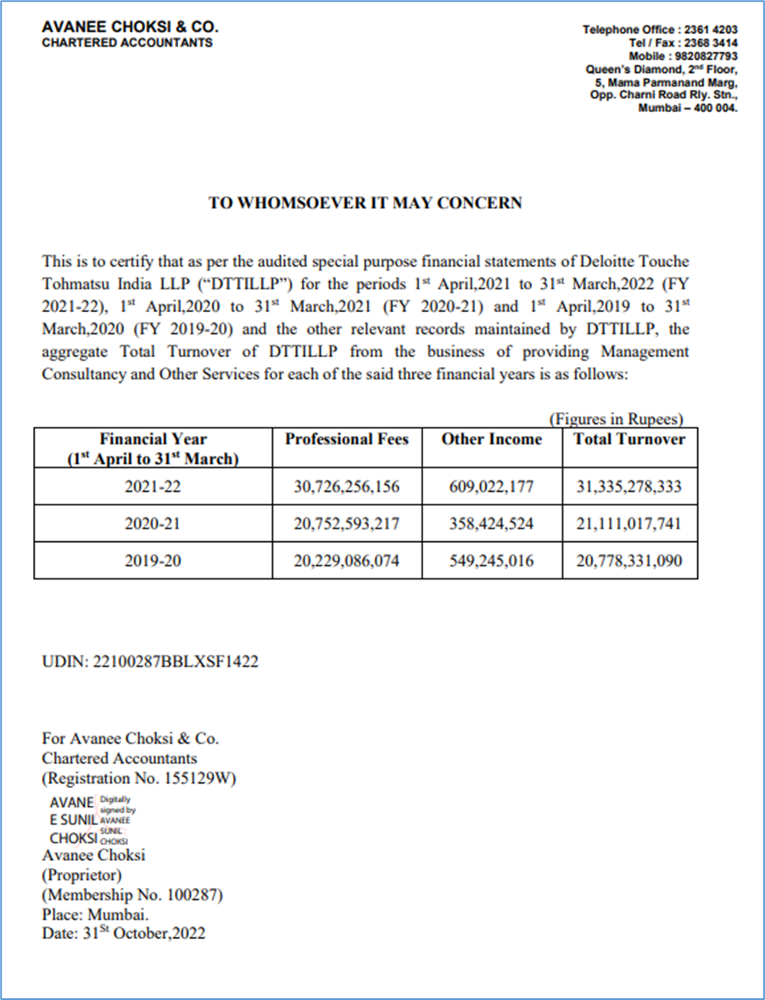 AVANEE CHOKSI & CO.
CHARTERED ACCOUNTANTS
Telephone Office : 2361 4203
Tel / Fax : 2368 3414
Mobile : 9820827793
Queen's Diamond, 2nd Floor,
5, Mama Parmanand Marg,
Opp. Charni Road Rly. Stn.,
Mumbai – 400 004.
TO WHOMSOEVER IT MAY CONCERN
This is to certify that as per the audited special purpose financial statements of Deloitte Touche
Tohmatsu India LLP (“DTTILLP”) for the periods 1st April,2021 to 31st March,2022 (FY
2021-22), 1st April,2020 to 31st March,2021 (FY 2020-21) and 1st April,2019 to 31st
March,2020 (FY 2019-20) and the other relevant records maintained by DTTILLP, the
aggregate Total Turnover of DTTILLP from the business of providing Management
Consultancy and Other Services for each of the said three financial years is as follows:
(Figures in Rupees)
Financial Year Professional Fees Other Income Total Turnover
(1st April to 31st March)
2021-22 30,726,256,156 609,022,177 31,335,278,333
2020-21 20,752,593,217 358,424,524 21,111,017,741
2019-20 20,229,086,074 549,245,016 20,778,331,090
UDIN: 22100287BBLXSF1422
For Avanee Choksi & Co.
Chartered Accountants
(Registration No. 155129W)
AVANE
E SUNIL
CHOKSI
Digitally
signed by
AVANEE
SUNIL
CHOKSI
Avanee Choksi
(Proprietor)
(Membership No. 100287)
Place: Mumbai.
Date: 31St October,2022